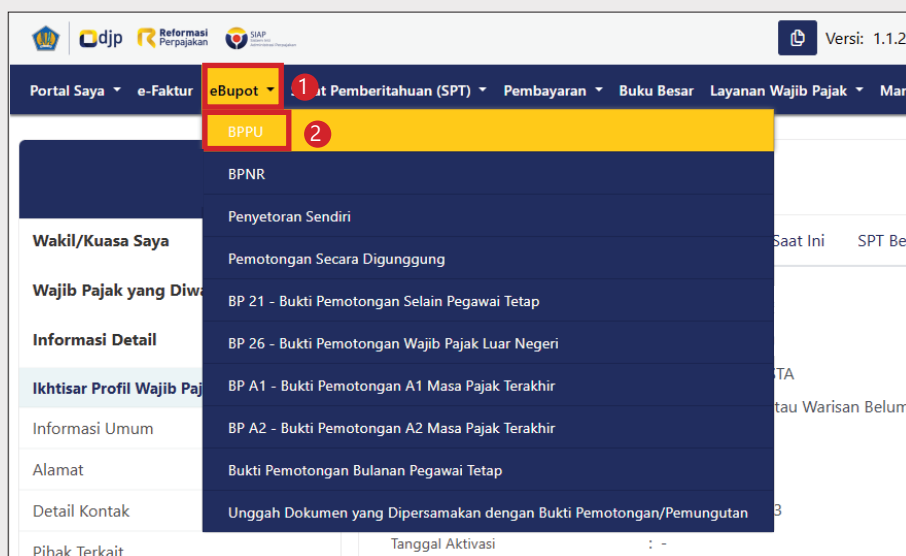 djp Reformasi Perpajakan SIAP
Versi: 1.1.2
Portal Saya e-Faktur eBupot 1 at Pemberitahuan (SPT) Pembayaran Buku Besar Layanan Wajib Pajak Mar
BPPU 2
BPNR
Penyetoran Sendiri
Wakil/Kuasa Saya
Saat Ini SPT Be
Pemotongan Secara Digunggung
Wajib Pajak yang Diwa
BP 21 - Bukti Pemotongan Selain Pegawai Tetap
Informasi Detail
BP 26 - Bukti Pemotongan Wajib Pajak Luar Negeri
TA
Ikhtisar Profil Wajib Paj
BP A1 - Bukti Pemotongan A1 Masa Pajak Terakhir
tau Warisan Belum
Informasi Umum
BP A2 - Bukti Pemotongan A2 Masa Pajak Terakhir
Alamat
Bukti Pemotongan Bulanan Pegawai Tetap
Detail Kontak
Unggah Dokumen yang Dipersamakan dengan Bukti Pemotongan/Pemungutan
3
Pihak Terkait
Tanggal Aktivasi : -